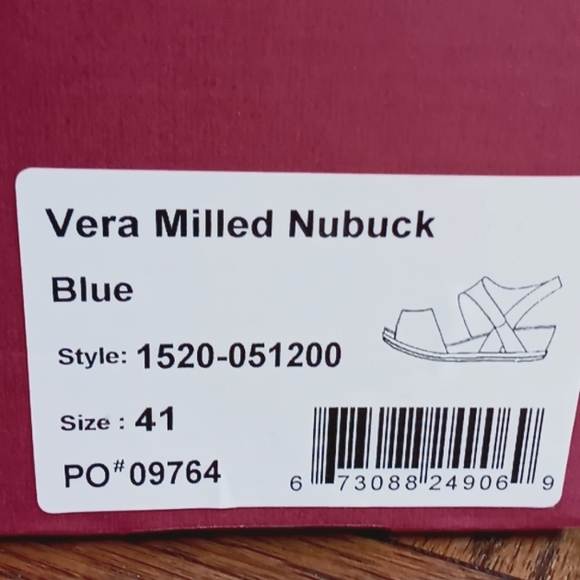 Vera Milled Nubuck
Blue
Style: 1520-051200
Size : 41
PO#09764
6 73088 24906 9